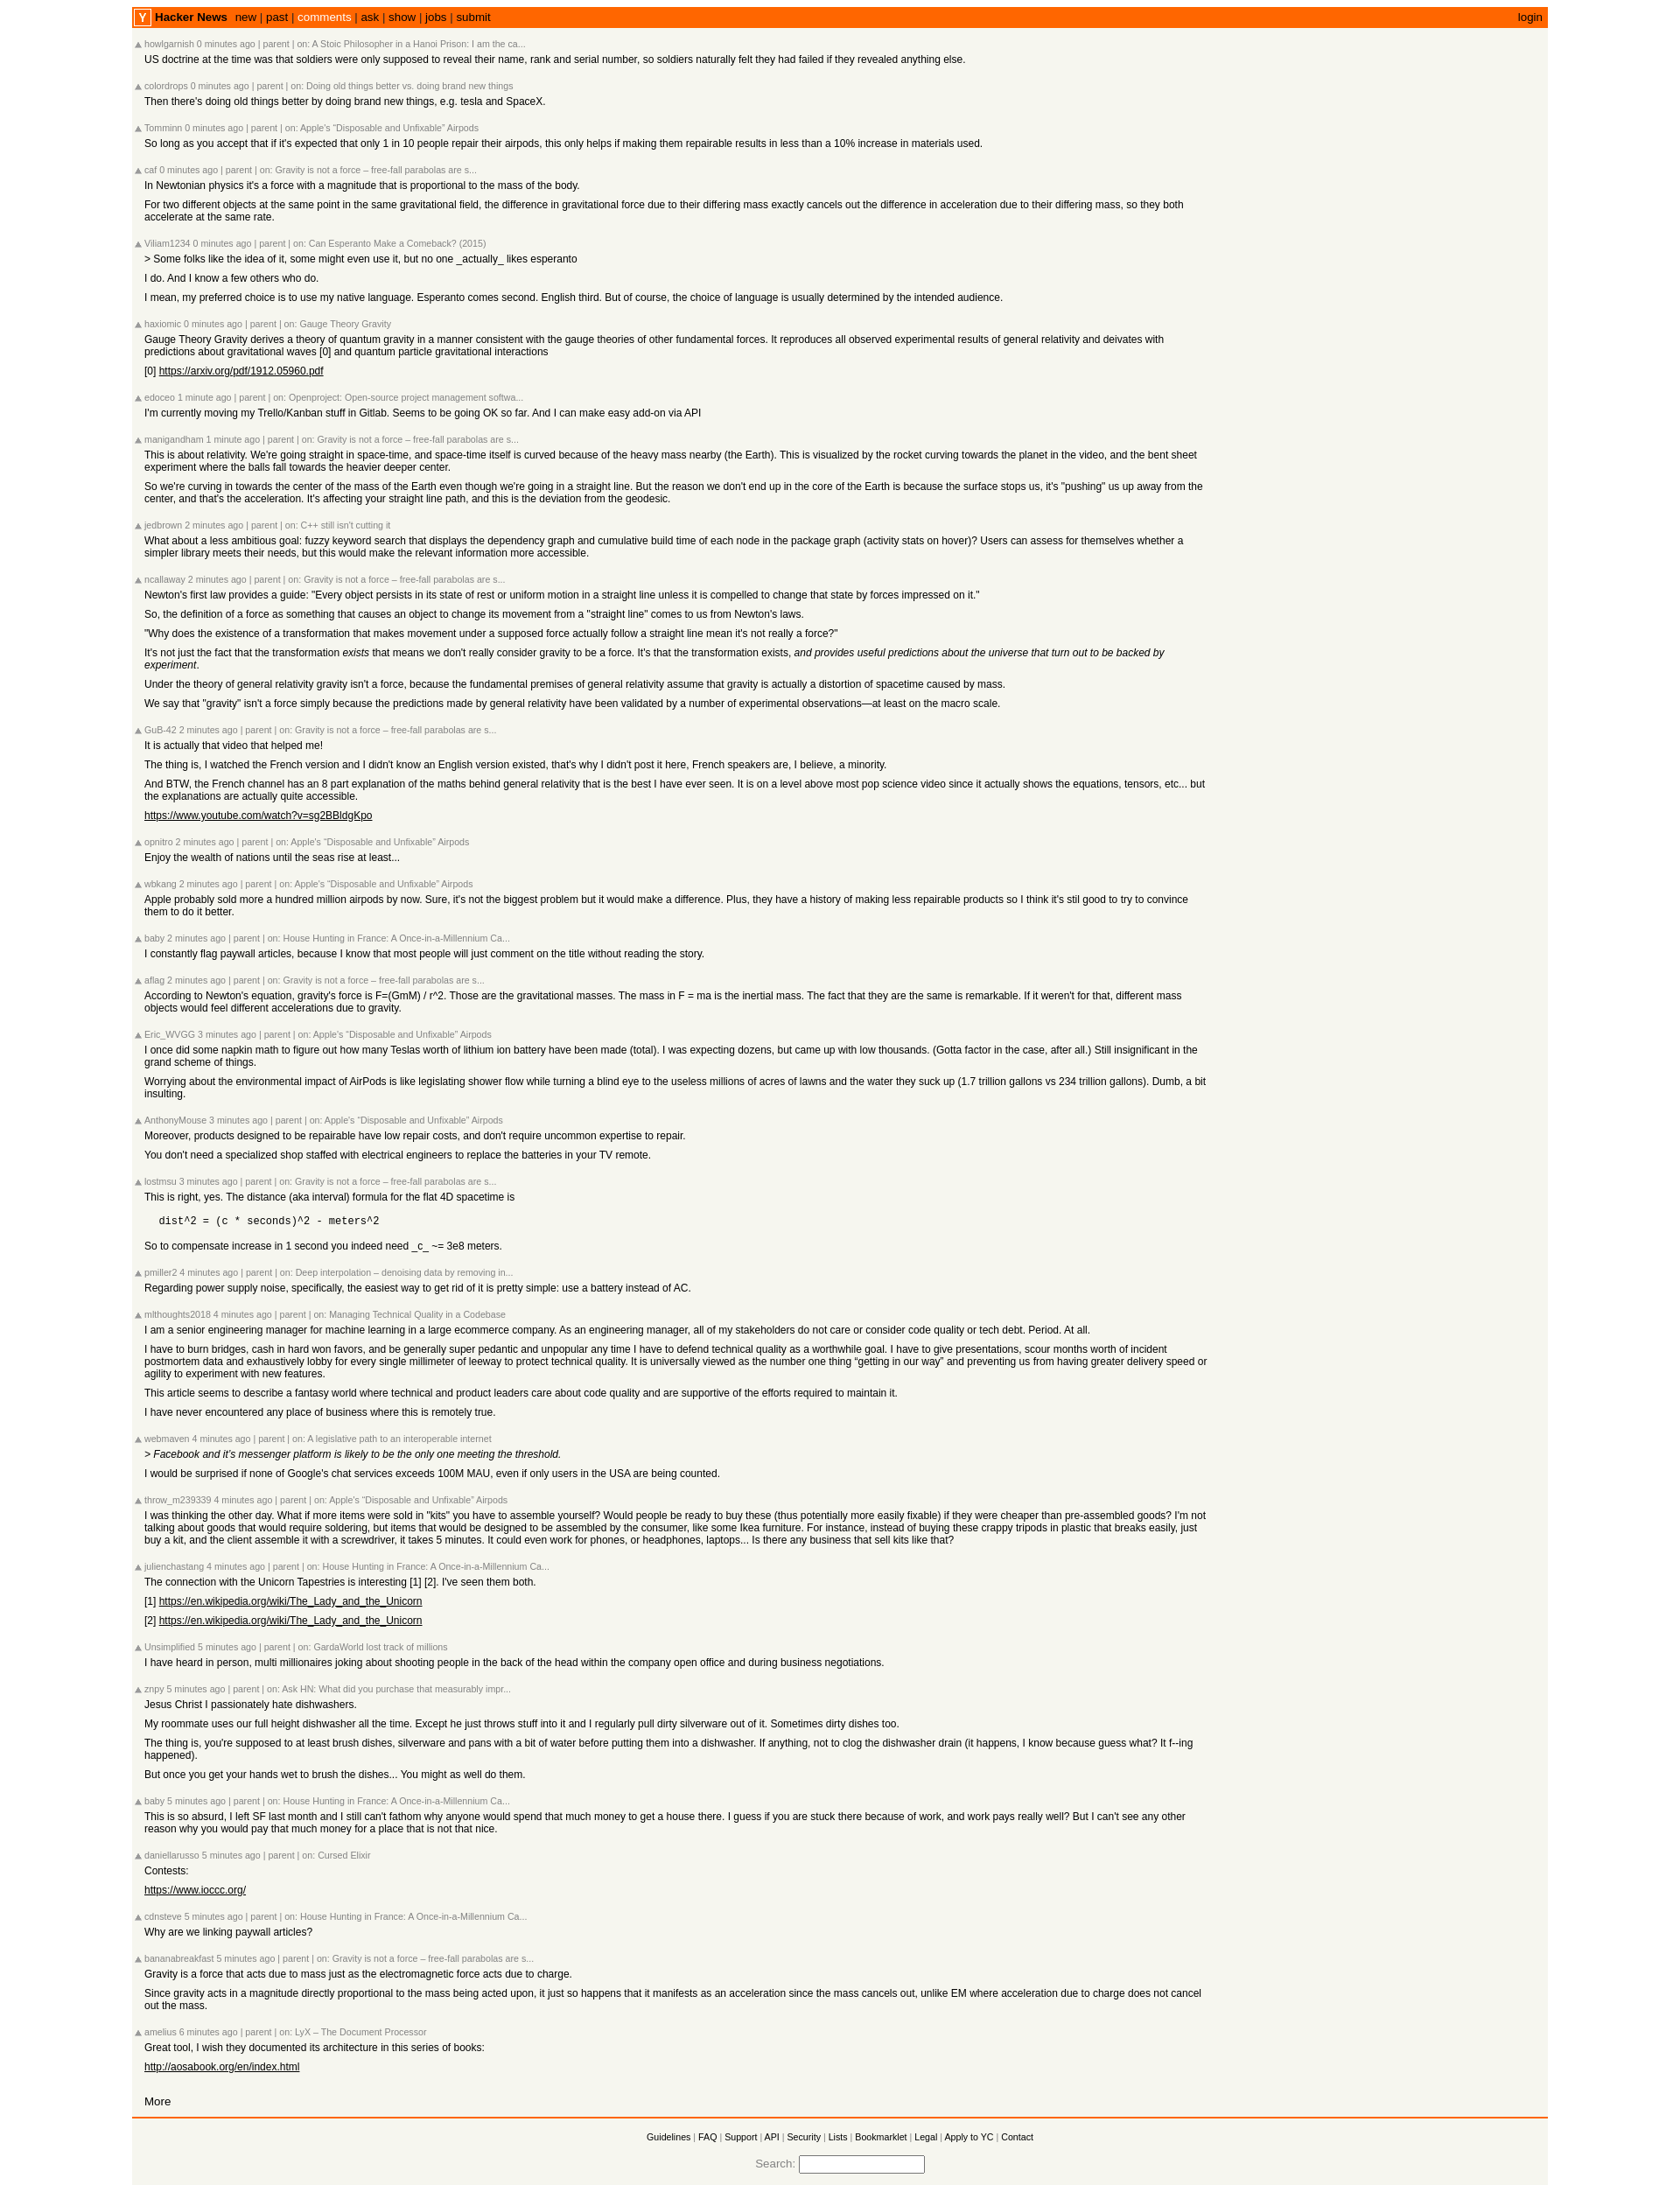 Y Hacker News new | past | comments | ask | show | jobs | submit login
howlgarnish 0 minutes ago | parent | on: A Stoic Philosopher in a Hanoi Prison: I am the ca...
US doctrine at the time was that soldiers were only supposed to reveal their name, rank and serial number, so soldiers naturally felt they had failed if they revealed anything else.
colordrops 0 minutes ago | parent | on: Doing old things better vs. doing brand new things
Then there's doing old things better by doing brand new things, e.g. tesla and SpaceX.
Tomminn 0 minutes ago | parent | on: Apple's “Disposable and Unfixable” Airpods
So long as you accept that if it's expected that only 1 in 10 people repair their airpods, this only helps if making them repairable results in less than a 10% increase in materials used.
caf 0 minutes ago | parent | on: Gravity is not a force – free-fall parabolas are s...
In Newtonian physics it's a force with a magnitude that is proportional to the mass of the body.
For two different objects at the same point in the same gravitational field, the difference in gravitational force due to their differing mass exactly cancels out the difference in acceleration due to their differing mass, so they both
accelerate at the same rate.
Viliam1234 0 minutes ago | parent | on: Can Esperanto Make a Comeback? (2015)
> Some folks like the idea of it, some might even use it, but no one _actually_ likes esperanto
I do. And I know a few others who do.
I mean, my preferred choice is to use my native language. Esperanto comes second. English third. But of course, the choice of language is usually determined by the intended audience.
haxiomic 0 minutes ago | parent | on: Gauge Theory Gravity
Gauge Theory Gravity derives a theory of quantum gravity in a manner consistent with the gauge theories of other fundamental forces. It reproduces all observed experimental results of general relativity and deivates with
predictions about gravitational waves [0] and quantum particle gravitational interactions
[0] https://arxiv.org/pdf/1912.05960.pdf
edoceo 1 minute ago | parent | on: Openproject: Open-source project management softwa...
I'm currently moving my Trello/Kanban stuff in Gitlab. Seems to be going OK so far. And I can make easy add-on via API
manigandham 1 minute ago | parent | on: Gravity is not a force – free-fall parabolas are s...
This is about relativity. We're going straight in space-time, and space-time itself is curved because of the heavy mass nearby (the Earth). This is visualized by the rocket curving towards the planet in the video, and the bent sheet
experiment where the balls fall towards the heavier deeper center.
So we're curving in towards the center of the mass of the Earth even though we're going in a straight line. But the reason we don't end up in the core of the Earth is because the surface stops us, it's "pushing" us up away from the
center, and that's the acceleration. It's affecting your straight line path, and this is the deviation from the geodesic.
jedbrown 2 minutes ago | parent | on: C++ still isn't cutting it
What about a less ambitious goal: fuzzy keyword search that displays the dependency graph and cumulative build time of each node in the package graph (activity stats on hover)? Users can assess for themselves whether a
simpler library meets their needs, but this would make the relevant information more accessible.
ncallaway 2 minutes ago | parent | on: Gravity is not a force – free-fall parabolas are s...
Newton's first law provides a guide: "Every object persists in its state of rest or uniform motion in a straight line unless it is compelled to change that state by forces impressed on it."
So, the definition of a force as something that causes an object to change its movement from a "straight line" comes to us from Newton's laws.
"Why does the existence of a transformation that makes movement under a supposed force actually follow a straight line mean it's not really a force?"
It's not just the fact that the transformation exists that means we don't really consider gravity to be a force. It's that the transformation exists, and provides useful predictions about the universe that turn out to be backed by
experiment.
Under the theory of general relativity gravity isn't a force, because the fundamental premises of general relativity assume that gravity is actually a distortion of spacetime caused by mass.
We say that "gravity" isn't a force simply because the predictions made by general relativity have been validated by a number of experimental observations—at least on the macro scale.
GuB-42 2 minutes ago | parent | on: Gravity is not a force – free-fall parabolas are s...
It is actually that video that helped me!
The thing is, I watched the French version and I didn't know an English version existed, that's why I didn't post it here, French speakers are, I believe, a minority.
And BTW, the French channel has an 8 part explanation of the maths behind general relativity that is the best I have ever seen. It is on a level above most pop science video since it actually shows the equations, tensors, etc... but
the explanations are actually quite accessible.
https://www.youtube.com/watch?v=sg2BBldgKpo
opnitro 2 minutes ago | parent | on: Apple's “Disposable and Unfixable” Airpods
Enjoy the wealth of nations until the seas rise at least...
wbkang 2 minutes ago | parent | on: Apple's “Disposable and Unfixable” Airpods
Apple probably sold more a hundred million airpods by now. Sure, it's not the biggest problem but it would make a difference. Plus, they have a history of making less repairable products so I think it's stil good to try to convince
them to do it better.
baby 2 minutes ago | parent | on: House Hunting in France: A Once-in-a-Millennium Ca...
I constantly flag paywall articles, because I know that most people will just comment on the title without reading the story.
aflag 2 minutes ago | parent | on: Gravity is not a force – free-fall parabolas are s...
According to Newton's equation, gravity's force is F=(GmM) / r^2. Those are the gravitational masses. The mass in F = ma is the inertial mass. The fact that they are the same is remarkable. If it weren't for that, different mass
objects would feel different accelerations due to gravity.
Eric_WVGG 3 minutes ago | parent | on: Apple's “Disposable and Unfixable” Airpods
I once did some napkin math to figure out how many Teslas worth of lithium ion battery have been made (total). I was expecting dozens, but came up with low thousands. (Gotta factor in the case, after all.) Still insignificant in the
grand scheme of things.
Worrying about the environmental impact of AirPods is like legislating shower flow while turning a blind eye to the useless millions of acres of lawns and the water they suck up (1.7 trillion gallons vs 234 trillion gallons). Dumb, a bit
insulting.
AnthonyMouse 3 minutes ago | parent | on: Apple's “Disposable and Unfixable” Airpods
Moreover, products designed to be repairable have low repair costs, and don't require uncommon expertise to repair.
You don't need a specialized shop staffed with electrical engineers to replace the batteries in your TV remote.
lostmsu 3 minutes ago | parent | on: Gravity is not a force – free-fall parabolas are s...
This is right, yes. The distance (aka interval) formula for the flat 4D spacetime is
dist^2 = (c * seconds)^2 - meters^2
So to compensate increase in 1 second you indeed need _c_ ~= 3e8 meters.
pmiller2 4 minutes ago | parent | on: Deep interpolation – denoising data by removing in...
Regarding power supply noise, specifically, the easiest way to get rid of it is pretty simple: use a battery instead of AC.
mlthoughts2018 4 minutes ago | parent | on: Managing Technical Quality in a Codebase
I am a senior engineering manager for machine learning in a large ecommerce company. As an engineering manager, all of my stakeholders do not care or consider code quality or tech debt. Period. At all.
I have to burn bridges, cash in hard won favors, and be generally super pedantic and unpopular any time I have to defend technical quality as a worthwhile goal. I have to give presentations, scour months worth of incident
postmortem data and exhaustively lobby for every single millimeter of leeway to protect technical quality. It is universally viewed as the number one thing “getting in our way” and preventing us from having greater delivery speed or
agility to experiment with new features.
This article seems to describe a fantasy world where technical and product leaders care about code quality and are supportive of the efforts required to maintain it.
I have never encountered any place of business where this is remotely true.
webmaven 4 minutes ago | parent | on: A legislative path to an interoperable internet
> Facebook and it’s messenger platform is likely to be the only one meeting the threshold.
I would be surprised if none of Google's chat services exceeds 100M MAU, even if only users in the USA are being counted.
throw_m239339 4 minutes ago | parent | on: Apple's “Disposable and Unfixable” Airpods
I was thinking the other day. What if more items were sold in "kits" you have to assemble yourself? Would people be ready to buy these (thus potentially more easily fixable) if they were cheaper than pre-assembled goods? I'm not
talking about goods that would require soldering, but items that would be designed to be assembled by the consumer, like some Ikea furniture. For instance, instead of buying these crappy tripods in plastic that breaks easily, just
buy a kit, and the client assemble it with a screwdriver, it takes 5 minutes. It could even work for phones, or headphones, laptops... Is there any business that sell kits like that?
julienchastang 4 minutes ago | parent | on: House Hunting in France: A Once-in-a-Millennium Ca...
The connection with the Unicorn Tapestries is interesting [1] [2]. I've seen them both.
[1] https://en.wikipedia.org/wiki/The_Lady_and_the_Unicorn
[2] https://en.wikipedia.org/wiki/The_Lady_and_the_Unicorn
Unsimplified 5 minutes ago | parent | on: GardaWorld lost track of millions
I have heard in person, multi millionaires joking about shooting people in the back of the head within the company open office and during business negotiations.
znpy 5 minutes ago | parent | on: Ask HN: What did you purchase that measurably impr...
Jesus Christ I passionately hate dishwashers.
My roommate uses our full height dishwasher all the time. Except he just throws stuff into it and I regularly pull dirty silverware out of it. Sometimes dirty dishes too.
The thing is, you're supposed to at least brush dishes, silverware and pans with a bit of water before putting them into a dishwasher. If anything, not to clog the dishwasher drain (it happens, I know because guess what? It f--ing
happened).
But once you get your hands wet to brush the dishes... You might as well do them.
baby 5 minutes ago | parent | on: House Hunting in France: A Once-in-a-Millennium Ca...
This is so absurd, I left SF last month and I still can't fathom why anyone would spend that much money to get a house there. I guess if you are stuck there because of work, and work pays really well? But I can't see any other
reason why you would pay that much money for a place that is not that nice.
daniellarusso 5 minutes ago | parent | on: Cursed Elixir
Contests:
https://www.ioccc.org/
cdnsteve 5 minutes ago | parent | on: House Hunting in France: A Once-in-a-Millennium Ca...
Why are we linking paywall articles?
bananabreakfast 5 minutes ago | parent | on: Gravity is not a force – free-fall parabolas are s...
Gravity is a force that acts due to mass just as the electromagnetic force acts due to charge.
Since gravity acts in a magnitude directly proportional to the mass being acted upon, it just so happens that it manifests as an acceleration since the mass cancels out, unlike EM where acceleration due to charge does not cancel
out the mass.
amelius 6 minutes ago | parent | on: LyX – The Document Processor
Great tool, I wish they documented its architecture in this series of books:
http://aosabook.org/en/index.html
More
Guidelines | FAQ | Support | API | Security | Lists | Bookmarklet | Legal | Apply to YC | Contact
Search: